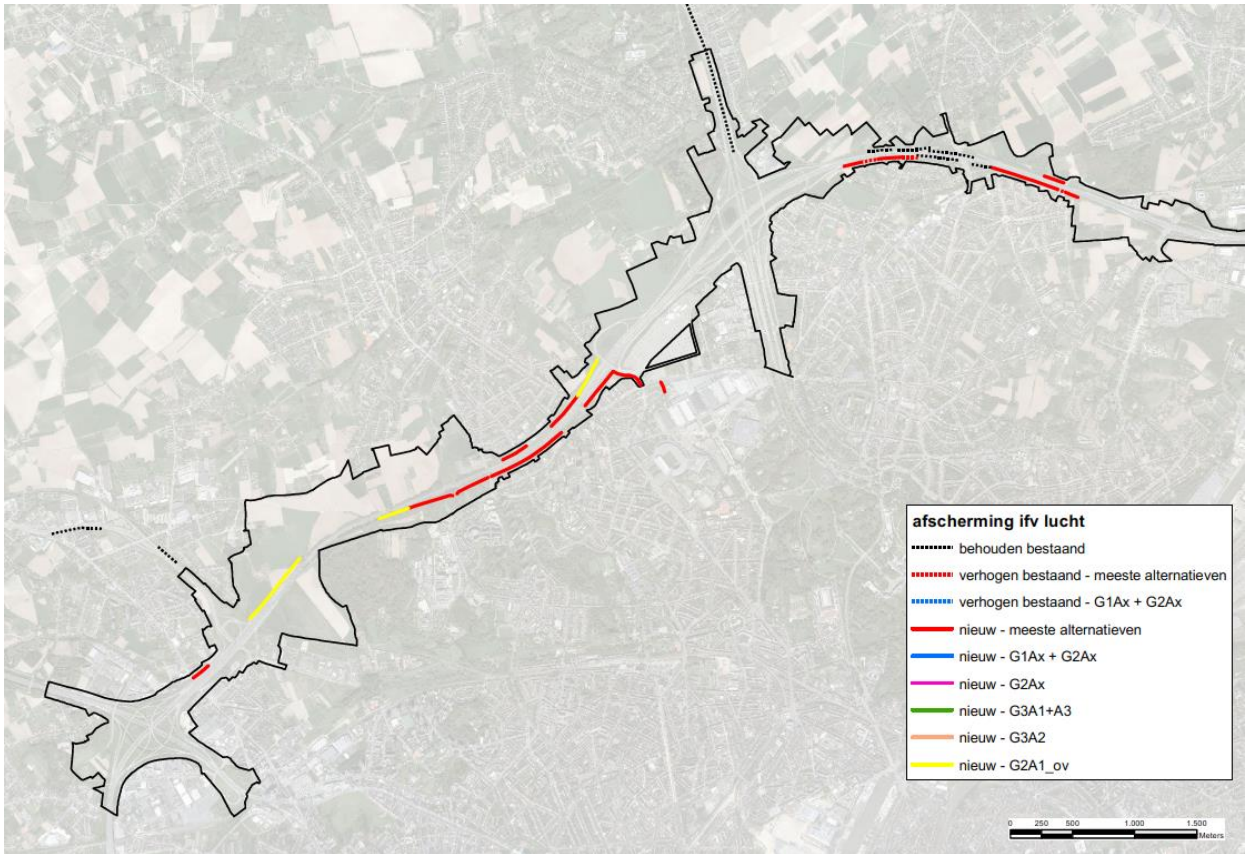 afscherming ifv lucht
behouden bestaand
verhogen bestaand - meeste alternatieven
verhogen bestaand - G1Ax + G2Ax
nieuw - meeste alternatieven
nieuw - G1Ax + G2Ax
nieuw - G2Ax
nieuw - G3A1+A3
nieuw - G3A2
nieuw - G2A1_ov
0 250 500 1.000 1.500
Meters